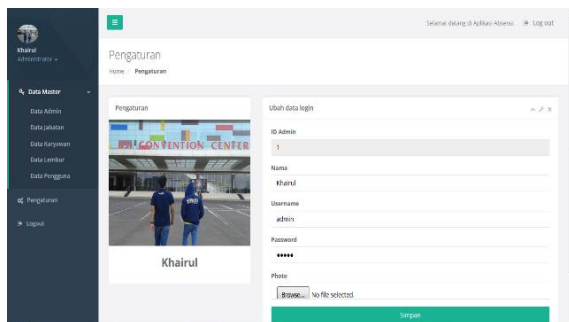 Selamat datang di Aplikasi Absensi
Log out
Khairul
Administrator
Data Master
Data Admin
Data Jabatan
Data Karyawan
Data Lembur
Data Pengguna
Pengaturan
Logout
Pengaturan
Home / Pengaturan
Pengaturan
CONVENTION CENTER
Khairul
Ubah data login
ID Admin
1
Nama
Khairul
Username
admin
Password
•••••
Photo
Browse... No file selected.
Simpan